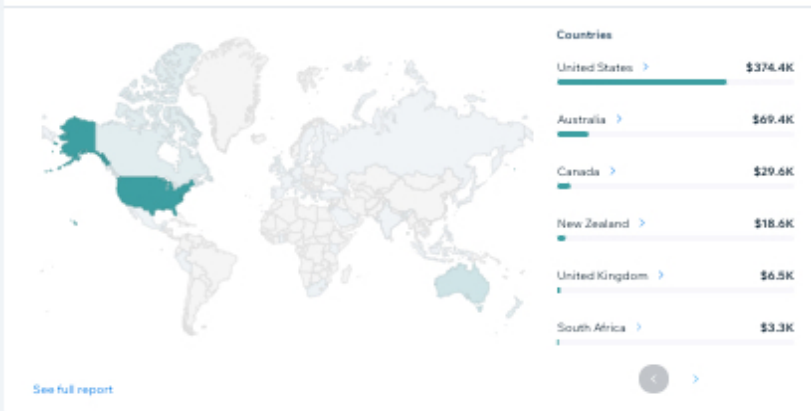 Countries
United States $374.4K
Australia $69.4K
Canada $29.6K
New Zealand $18.6K
United Kingdom $6.5K
South Africa $3.3K
See full report